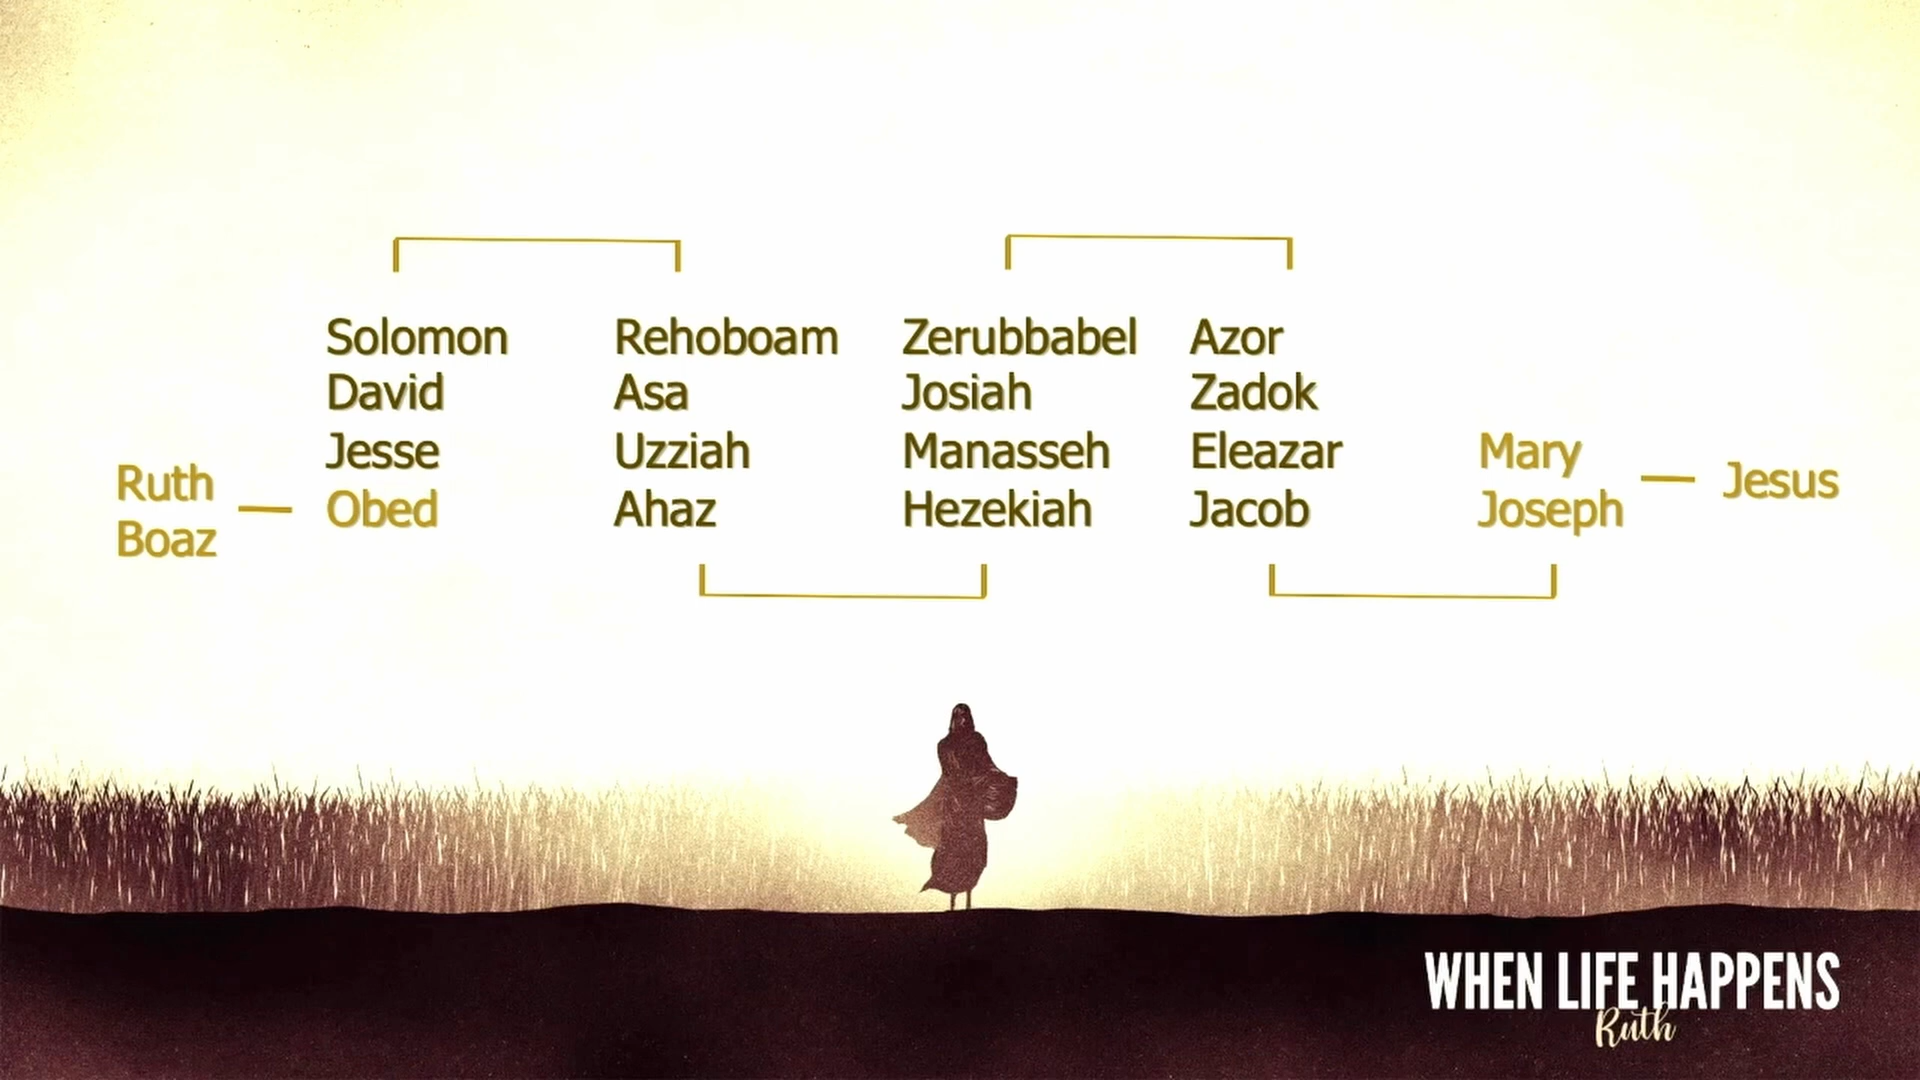 Ruth
Boaz
Solomon
David
Jesse
Obed
Rehoboam
Asa
Uzziah
Ahaz
Zerubbabel
Josiah
Manasseh
Hezekiah
Azor
Zadok
Eleazar
Jacob
Mary
Joseph
Jesus
WHEN LIFE HAPPENS
Ruth